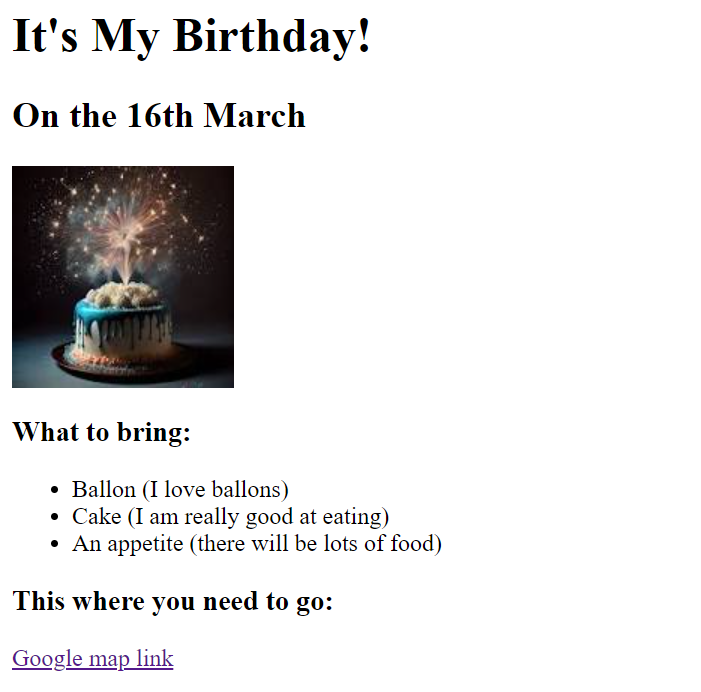 It's My Birthday!
On the 16th March
What to bring:
Ballon (I love ballons)
Cake (I am really good at eating)
An appetite (there will be lots of food)
This where you need to go:
Google map link